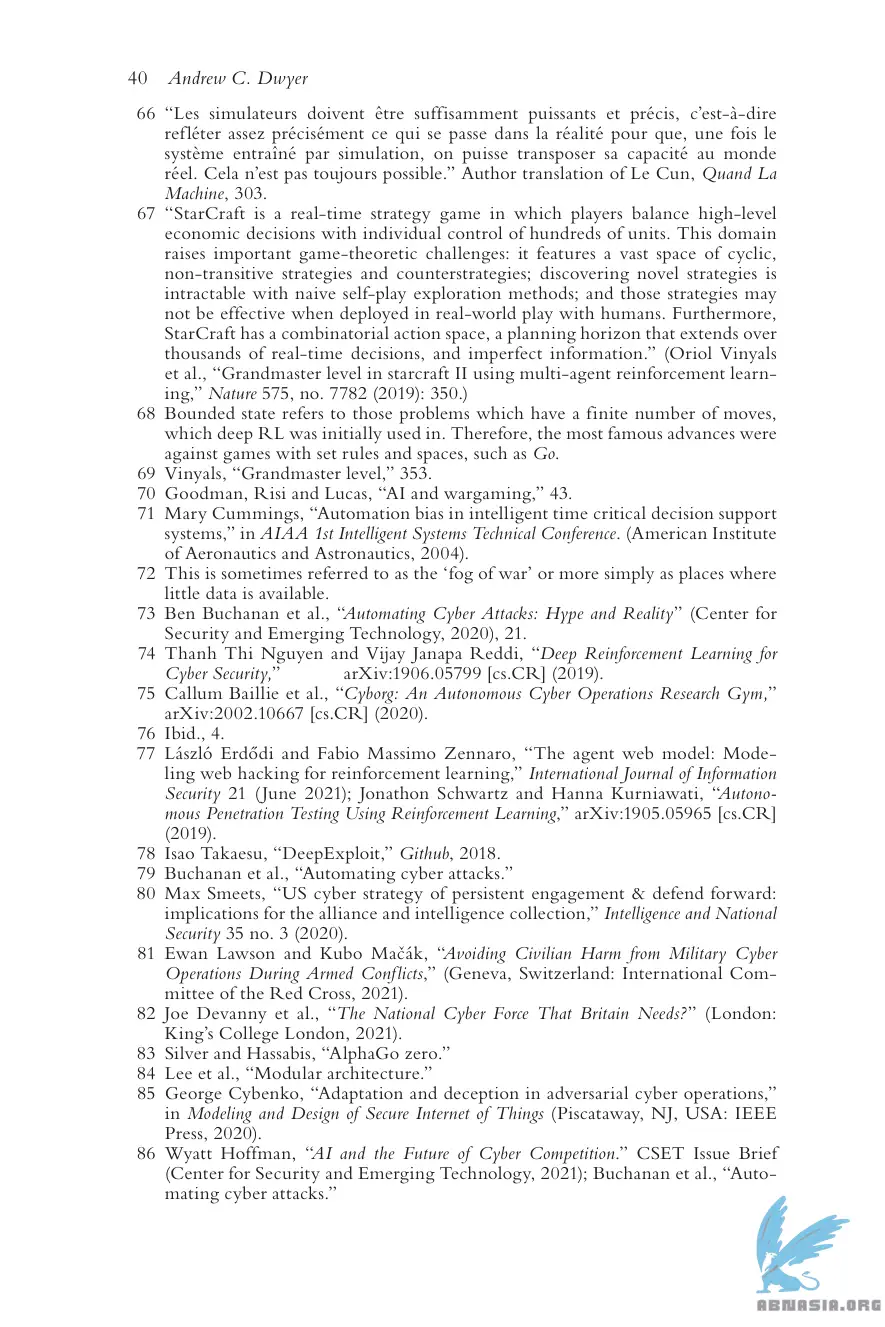 40 Andrew C. Dwyer
66 “Les simulateurs doivent être suffisamment puissants et précis, c’est-à-dire
refléter assez précisément ce qui se passe dans la réalité pour que, une fois le
système entraîné par simulation, on puisse transposer sa capacité au monde
réel. Cela n’est pas toujours possible.” Author translation of Le Cun, Quand La
Machine, 303.
67 “StarCraft is a real-time strategy game in which players balance high-level
economic decisions with individual control of hundreds of units. This domain
raises important game-theoretic challenges: it features a vast space of cyclic,
non-transitive strategies and counterstrategies; discovering novel strategies is
intractable with naive self-play exploration methods; and those strategies may
not be effective when deployed in real-world play with humans. Furthermore,
StarCraft has a combinatorial action space, a planning horizon that extends over
thousands of real-time decisions, and imperfect information.” (Oriol Vinyals
et al., “Grandmaster level in starcraft II using multi-agent reinforcement learn-
ing,” Nature 575, no. 7782 (2019): 350.)
68 Bounded state refers to those problems which have a finite number of moves,
which deep RL was initially used in. Therefore, the most famous advances were
against games with set rules and spaces, such as Go.
69 Vinyals, “Grandmaster level,” 353.
70 Goodman, Risi and Lucas, “AI and wargaming,” 43.
71 Mary Cummings, “Automation bias in intelligent time critical decision support
systems,” in AIAA 1st Intelligent Systems Technical Conference. (American Institute
of Aeronautics and Astronautics, 2004).
72 This is sometimes referred to as the ‘fog of war’ or more simply as places where
little data is available.
73 Ben Buchanan et al., “Automating Cyber Attacks: Hype and Reality” (Center for
Security and Emerging Technology, 2020), 21.
74 Thanh Thi Nguyen and Vijay Janapa Reddi, “Deep Reinforcement Learning for
Cyber Security,” arXiv:1906.05799 [cs.CR] (2019).
75 Callum Baillie et al., “Cyborg: An Autonomous Cyber Operations Research Gym,”
arXiv:2002.10667 [cs.CR] (2020).
76 Ibid., 4.
77 László Erdődi and Fabio Massimo Zennaro, “The agent web model: Mode-
ling web hacking for reinforcement learning,” International Journal of Information
Security 21 (June 2021); Jonathon Schwartz and Hanna Kurniawati, “Autono-
mous Penetration Testing Using Reinforcement Learning,” arXiv:1905.05965 [cs.CR]
(2019).
78 Isao Takaesu, “DeepExploit,” Github, 2018.
79 Buchanan et al., “Automating cyber attacks.”
80 Max Smeets, “US cyber strategy of persistent engagement & defend forward:
implications for the alliance and intelligence collection,” Intelligence and National
Security 35 no. 3 (2020).
81 Ewan Lawson and Kubo Mačák, “Avoiding Civilian Harm from Military Cyber
Operations During Armed Conflicts,” (Geneva, Switzerland: International Com-
mittee of the Red Cross, 2021).
82 Joe Devanny et al., “The National Cyber Force That Britain Needs?” (London:
King’s College London, 2021).
83 Silver and Hassabis, “AlphaGo zero.”
84 Lee et al., “Modular architecture.”
85 George Cybenko, “Adaptation and deception in adversarial cyber operations,”
in Modeling and Design of Secure Internet of Things (Piscataway, NJ, USA: IEEE
Press, 2020).
86 Wyatt Hoffman, “AI and the Future of Cyber Competition.” CSET Issue Brief
(Center for Security and Emerging Technology, 2021); Buchanan et al., “Auto-
mating cyber attacks.”
ABNASIA.ORG